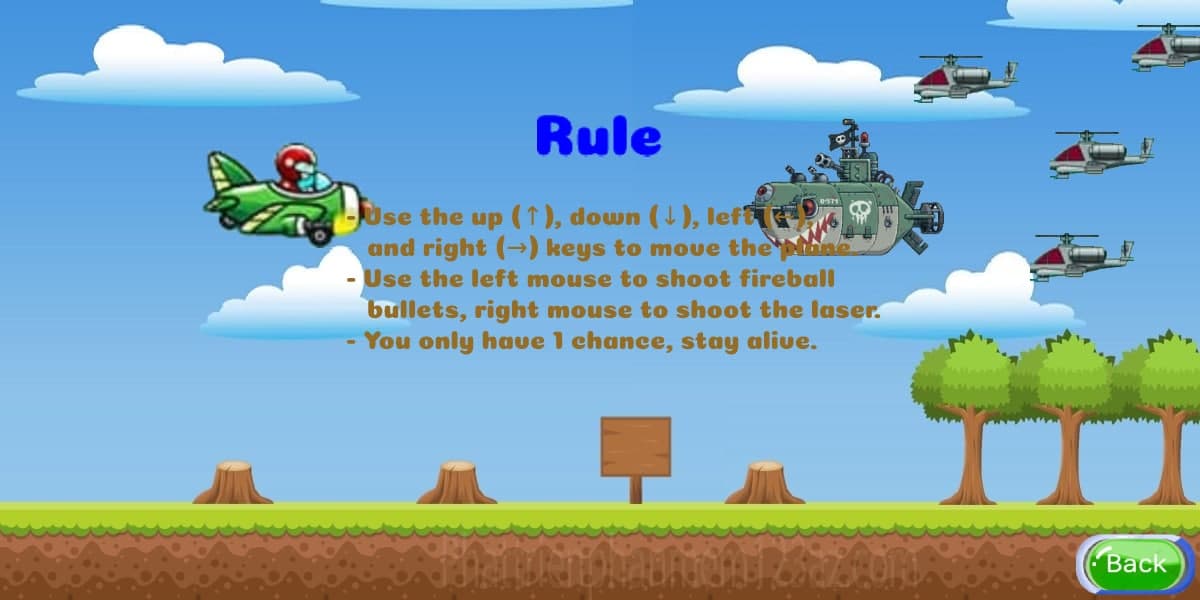 Rule
- Use the up (↑), down (↓), left (←),
and right (→) keys to move the plane.
- Use the left mouse to shoot fireball
bullets, right mouse to shoot the laser.
- You only have 1 chance, stay alive.
Back